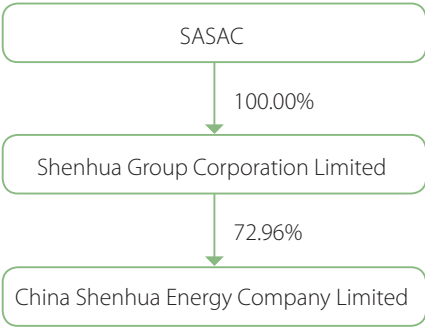 SASAC
100.00%
Shenhua Group Corporation Limited
72.96%
China Shenhua Energy Company Limited